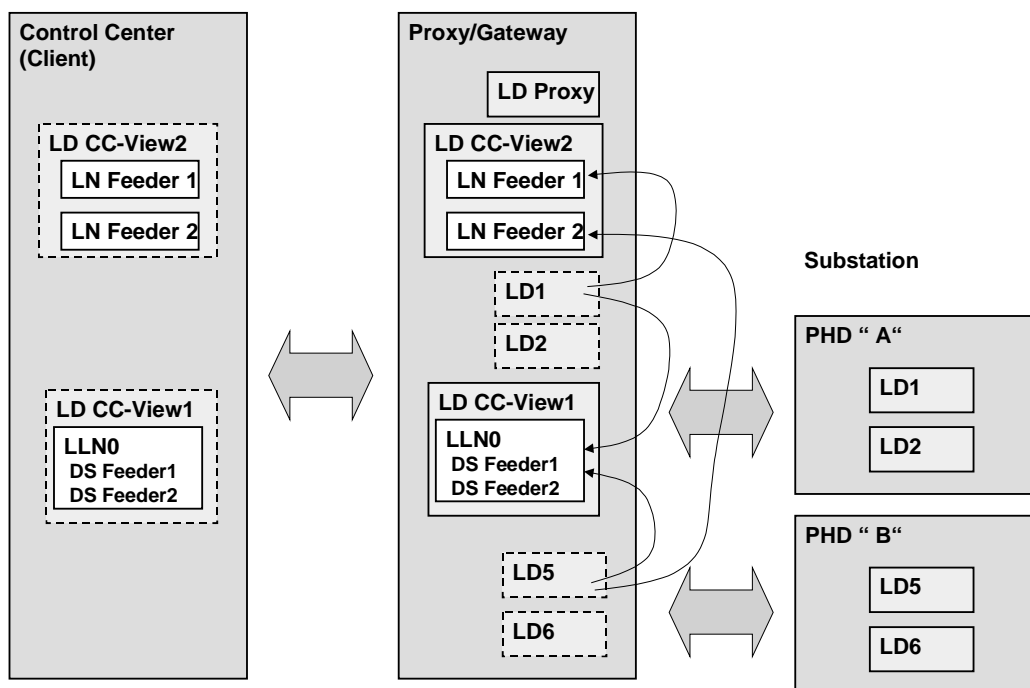 Control Center
(Client)
LD CC-View2
LN Feeder 1
LN Feeder 2
LD CC-View1
LLN0
DS Feeder1
DS Feeder2
Proxy/Gateway
LD Proxy
LD CC-View2
LN Feeder 1
LN Feeder 2
LD1
LD2
LD CC-View1
LLN0
DS Feeder1
DS Feeder2
LD5
LD6
Substation
PHD “ A“
LD1
LD2
PHD “ B“
LD5
LD6